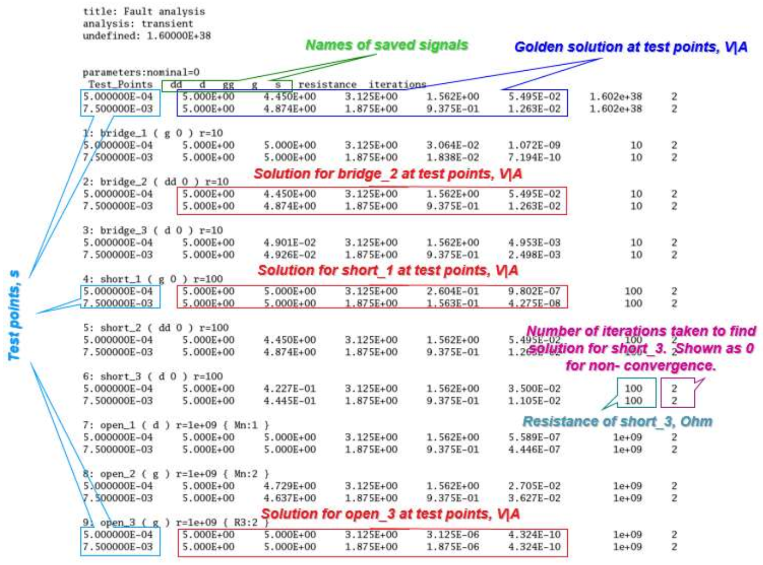 title: Fault analysis
analysis: transient
undefined: 1.60000E+38
Names of saved signals
Golden solution at test points, V|A
parameters:nominal=0
Test_Points dd d gg g s resistance iterations
5.000000E-04 5.000E+00 4.450E+00 3.125E+00 1.562E+00 5.495E-02 1.602e+38 2
7.500000E-03 5.000E+00 4.874E+00 1.875E+00 9.375E-01 1.263E-02 1.602e+38 2
1: bridge_1 ( g 0 ) r=10
5.000000E-04 5.000E+00 5.000E+00 3.125E+00 3.064E-02 1.072E-09 10 2
7.500000E-03 5.000E+00 5.000E+00 1.875E+00 1.838E-02 7.194E-10 10 2
Solution for bridge_2 at test points, V|A
2: bridge_2 ( dd 0 ) r=10
5.000000E-04 5.000E+00 4.450E+00 3.125E+00 1.562E+00 5.495E-02 10 2
7.500000E-03 5.000E+00 4.874E+00 1.875E+00 9.375E-01 1.263E-02 10 2
3: bridge_3 ( d 0 ) r=10
5.000000E-04 5.000E+00 4.901E-02 3.125E+00 1.562E+00 4.953E-03 10 2
7.500000E-03 5.000E+00 4.926E-02 1.875E+00 9.375E-01 2.498E-03 10 2
Solution for short_1 at test points, V|A
4: short_1 ( g 0 ) r=100
5.000000E-04 5.000E+00 5.000E+00 3.125E+00 2.604E-01 9.802E-07 100 2
7.500000E-03 5.000E+00 5.000E+00 1.875E+00 1.563E-01 4.275E-08 100 2
Test points, s
5: short_2 ( dd 0 ) r=100
5.000000E-04 5.000E+00 4.450E+00 3.125E+00 1.562E+00 5.495E-02 100 2
7.500000E-03 5.000E+00 4.874E+00 1.875E+00 9.375E-01
Number of iterations taken to find
solution for short_3. Shown as 0
for non- convergence.
6: short_3 ( d 0 ) r=100
5.000000E-04 5.000E+00 4.227E-01 3.125E+00 1.562E+00 3.500E-02 100 2
7.500000E-03 5.000E+00 4.445E-01 1.875E+00 9.375E-01 1.105E-02 100 2
Resistance of short_3, Ohm
7: open_1 ( d ) r=1e+09 { Mn:1 }
5.000000E-04 5.000E+00 5.000E+00 3.125E+00 1.562E+00 5.589E-07 1e+09 2
7.500000E-03 5.000E+00 5.000E+00 1.875E+00 9.375E-01 4.446E-07 1e+09 2
8: open_2 ( g ) r=1e+09 { Mn:2 }
5.000000E-04 5.000E+00 4.729E+00 3.125E+00 1.562E+00 2.705E-02 1e+09 2
7.500000E-03 5.000E+00 4.637E+00 1.875E+00 9.375E-01 3.627E-02 1e+09 2
Solution for open_3 at test points, V|A
9: open_3 ( g ) r=1e+09 { R3:2 }
5.000000E-04 5.000E+00 5.000E+00 3.125E+00 3.125E-06 4.324E-10 1e+09 2
7.500000E-03 5.000E+00 5.000E+00 1.875E+00 1.875E-06 4.324E-10 1e+09 2